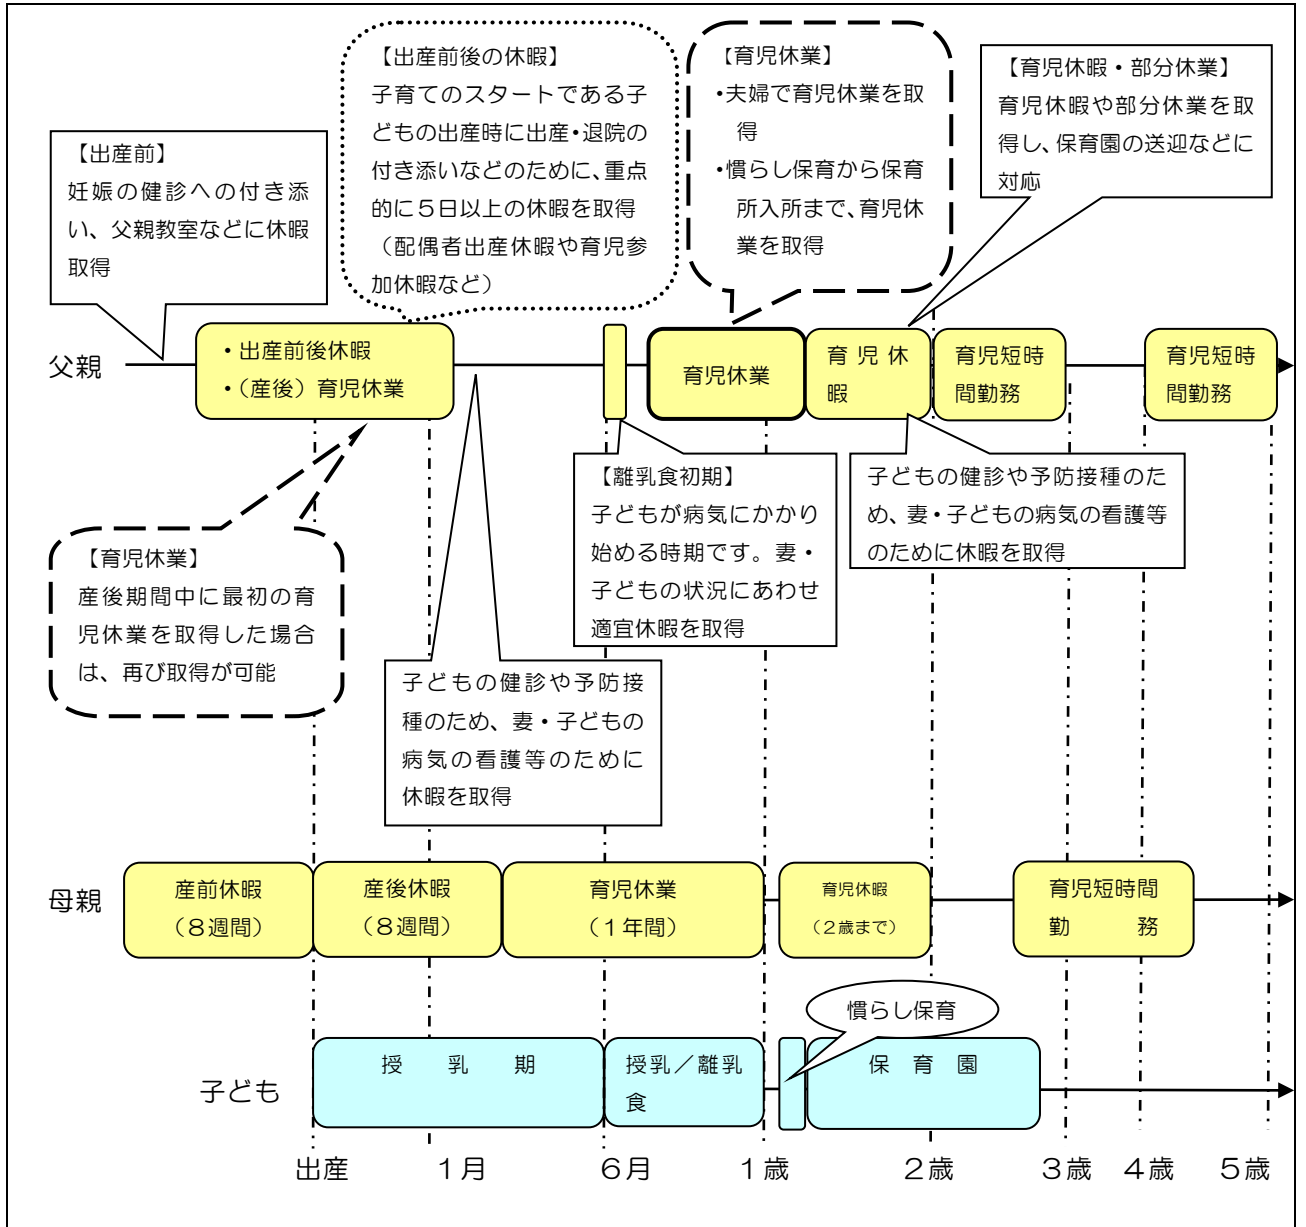 【出産前後の休暇】
子育てのスタートである子
どもの出産時に出産・退院の
付き添いなどのために、重点
的に５日以上の休暇を取得
（配偶者出産休暇や育児参
加休暇など）
【育児休業】
・夫婦で育児休業を取
得
・慣らし保育から保育
所入所まで、育児休
業を取得
【育児休暇・部分休業】
育児休暇や部分休業を取
得し、保育園の送迎などに
対応
【出産前】
妊娠の健診への付き添
い、父親教室などに休暇
取得
父親
・出産前後休暇
・（産後）育児休業
育児休業
育児休
暇
育児短時
間勤務
育児短時
間勤務
【育児休業】
産後期間中に最初の育
児休業を取得した場合
は、再び取得が可能
【離乳食初期】
子どもが病気にかかり
始める時期です。妻・
子どもの状況にあわせ
適宜休暇を取得
子どもの健診や予防接種のた
め、妻・子どもの病気の看護等
のために休暇を取得
子どもの健診や予防接
種のため、妻・子どもの
病気の看護等のために
休暇を取得
母親
産前休暇
（８週間）
産後休暇
（８週間）
育児休業
（１年間）
育児休暇
（２歳まで）
育児短時間
勤務
慣らし保育
子ども
授乳期
授乳／離乳
食
保育園
出産
１月
６月
１歳
２歳
３歳
４歳
５歳